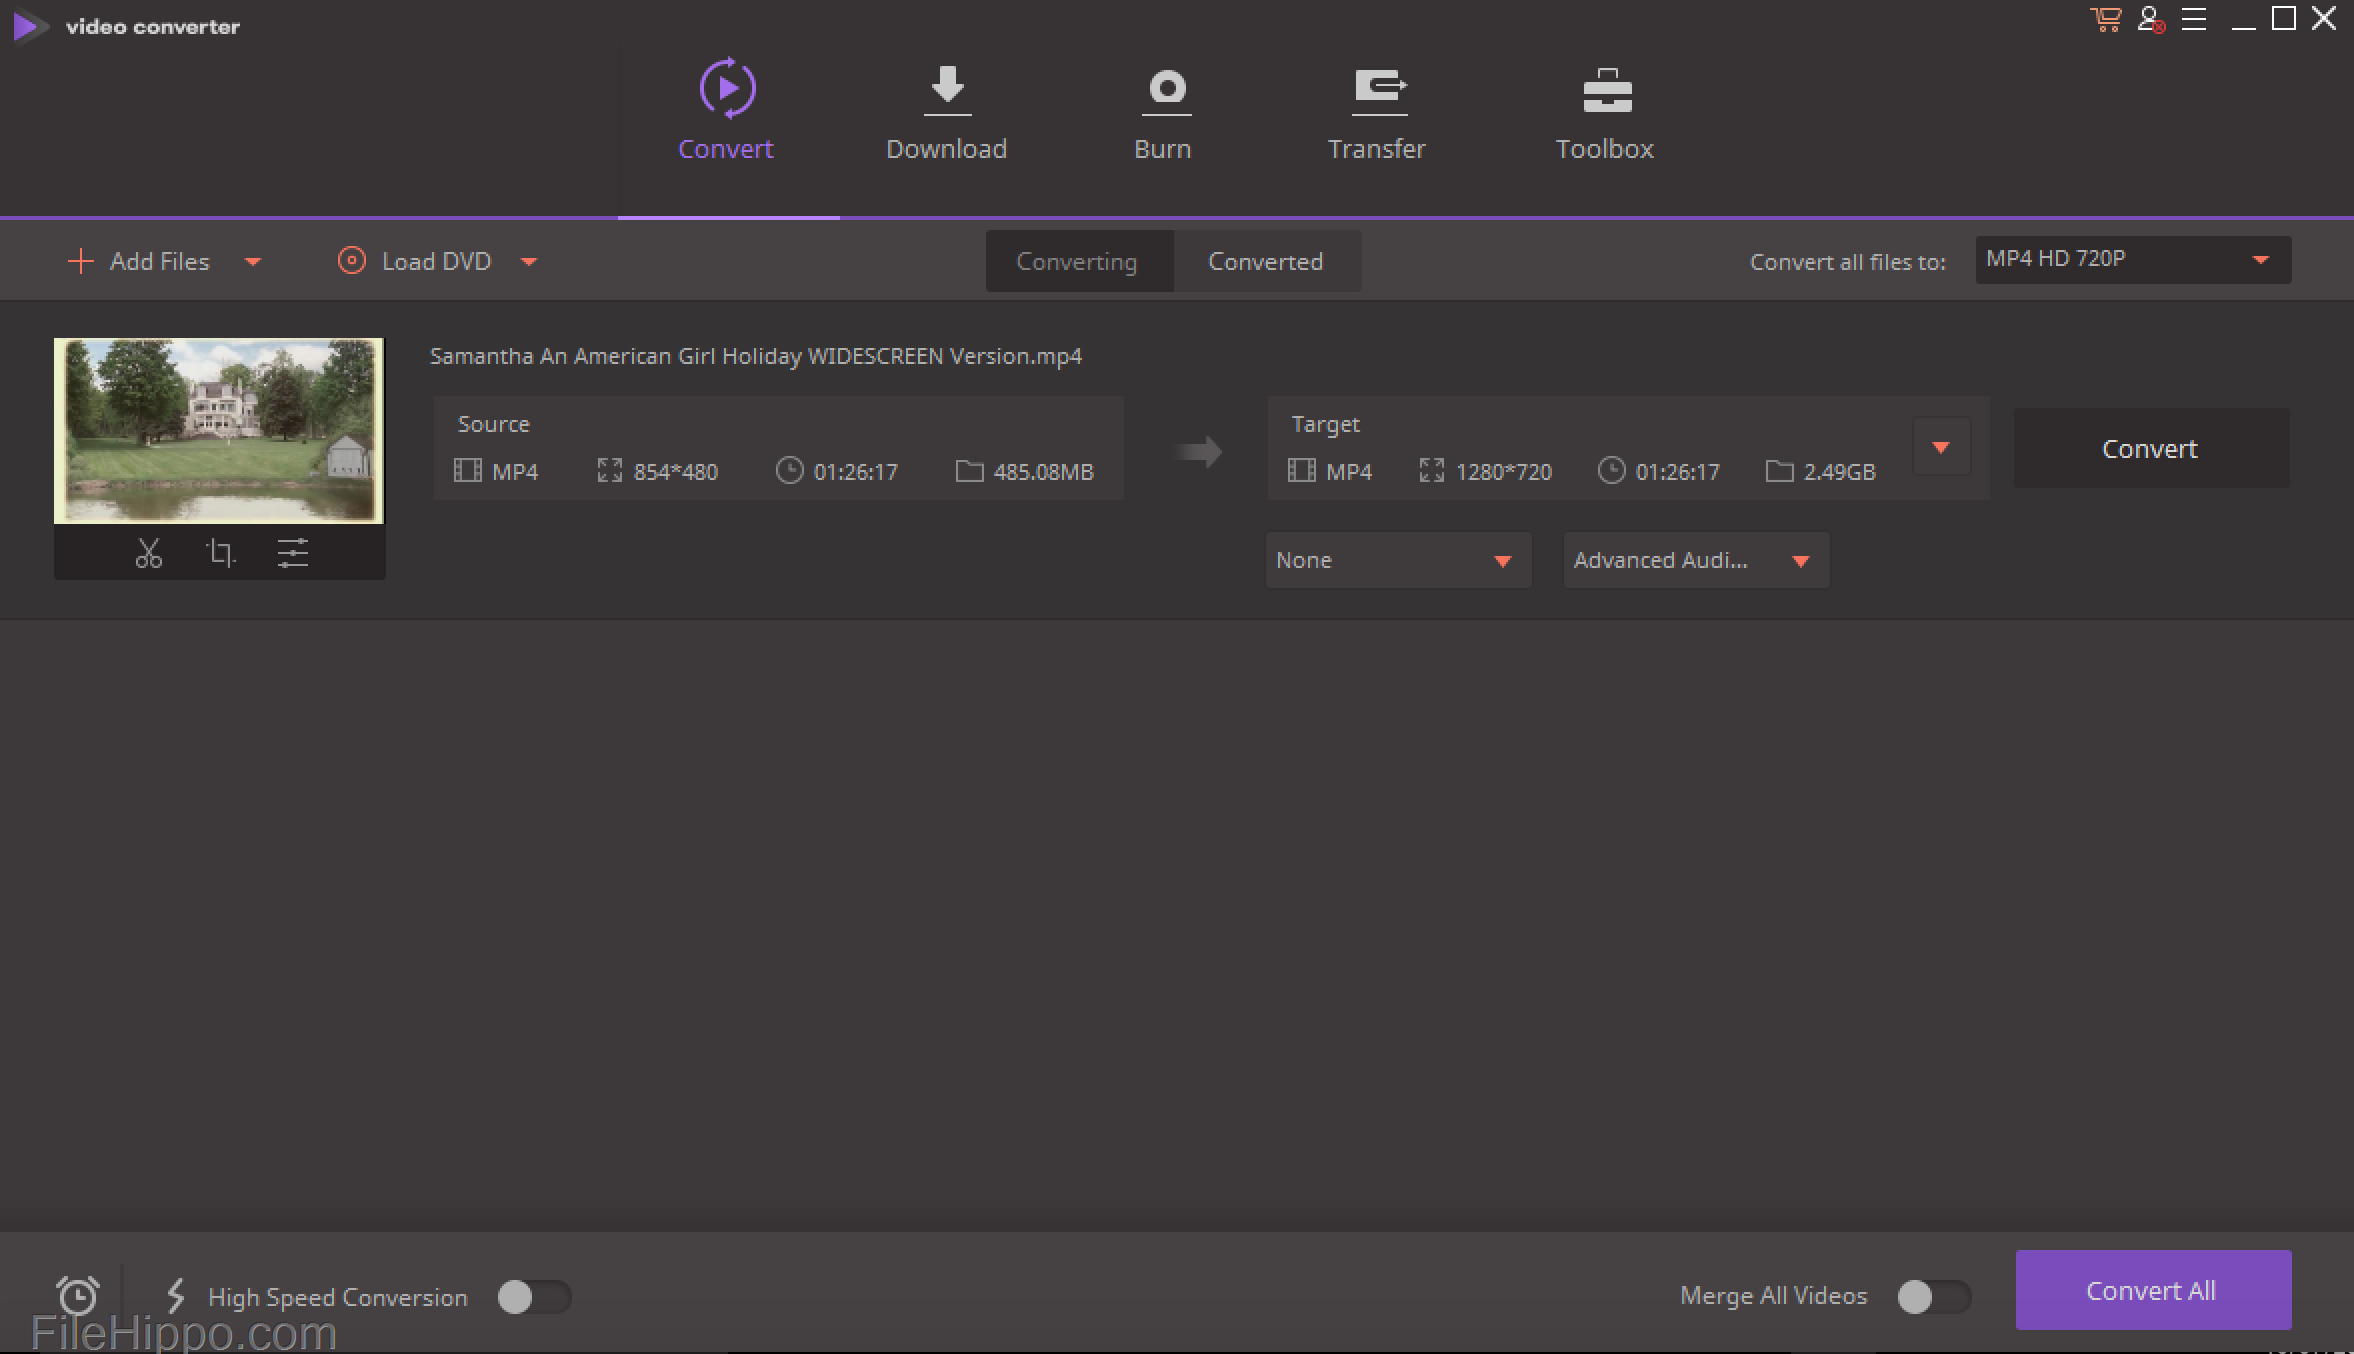 video converter
Convert
Download
Burn
Transfer
Toolbox
Add Files
Load DVD
Converting
Converted
Convert all files to:
MP4 HD 720P
Samantha An American Girl Holiday WIDESCREEN Version.mp4
Source
MP4
854*480
01:26:17
485.08MB
Target
MP4
1280*720
01:26:17
2.49GB
Convert
None
Advanced Audi...
High Speed Conversion
Merge All Videos
Convert All
FileHippo.com